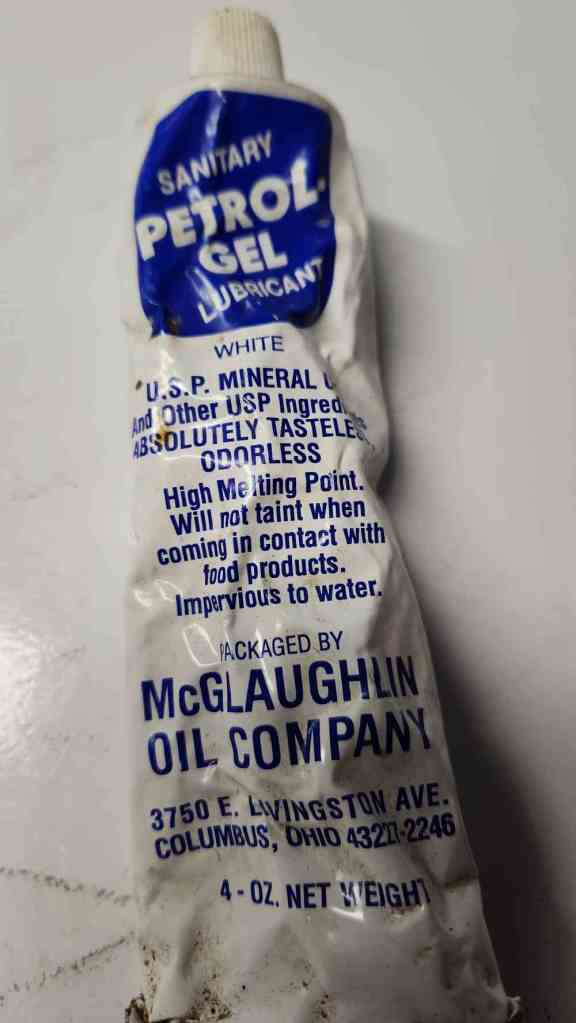 SANITARY
PETROL-
GEL
LUBRICANT
WHITE
U.S.P. MINERAL
And Other USP
ABSOLUTELY
ODORLESS
High Melting Point.
Will not taint when
coming in contact with
food products.
Impervious to water.
PACKAGED BY
McGLAUGHLIN
OIL COMPANY
3750 E. LIVINGSTON AVE.
COLUMBUS, OHIO 43227-2246
4-OZ. NET WEIGHT